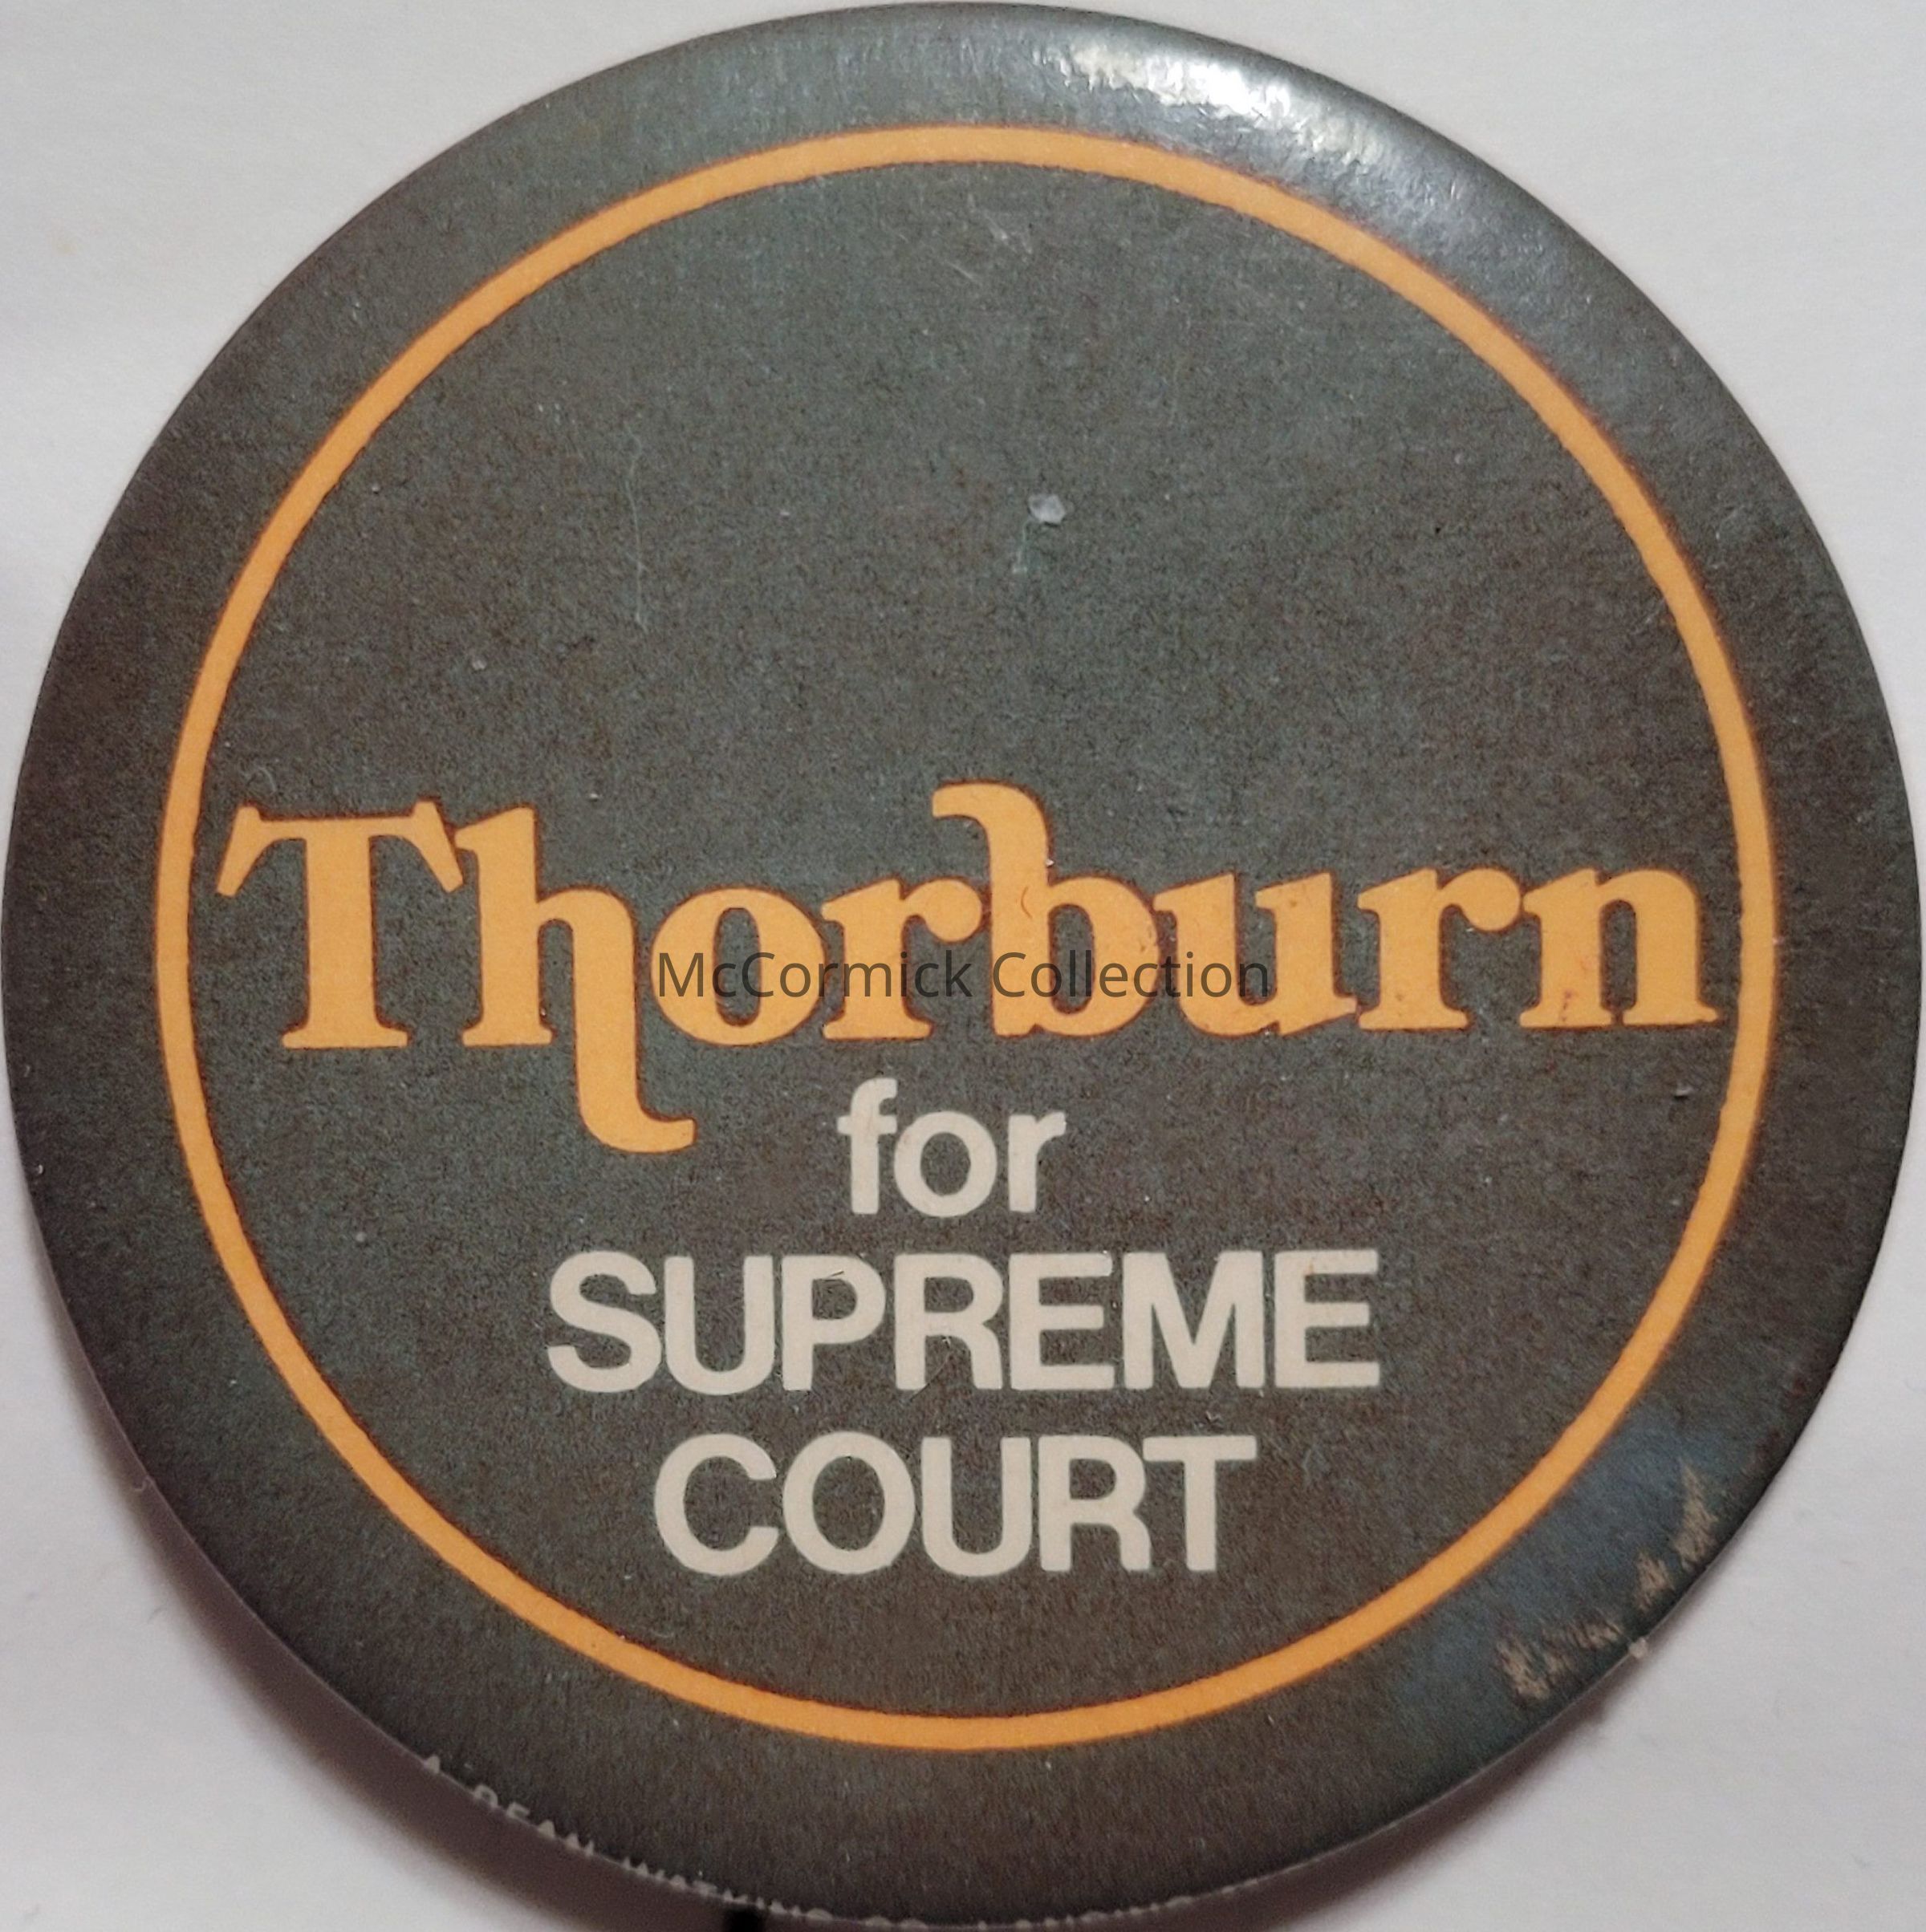 Thorburn
McCormick Collection
for
SUPREME
COURT